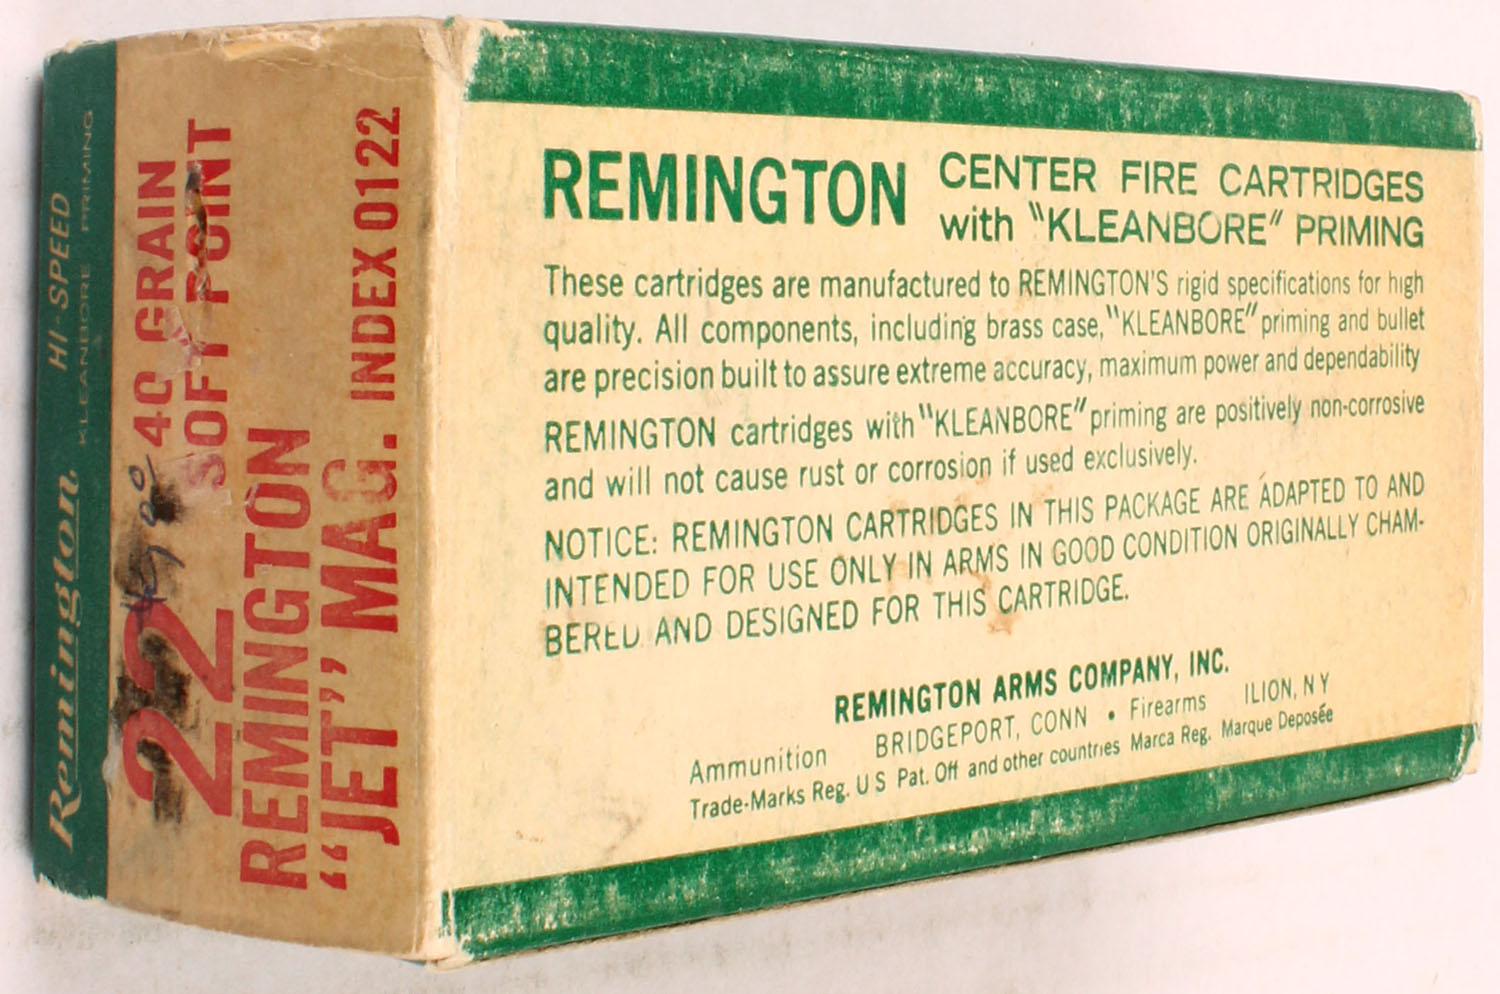 Remington
HI-SPEED
KLEANBORE PRIMING
22
40 GRAIN
SOFT POINT
REMINGTON
“JET” MAG. INDEX 0122
REMINGTON
CENTER FIRE CARTRIDGES
with "KLEANBORE" PRIMING
These cartridges are manufactured to REMINGTON'S rigid specifications for high
quality. All components, including brass case, "KLEANBORE" priming and bullet
are precision built to assure extreme accuracy, maximum power and dependability
REMINGTON cartridges with "KLEANBORE" priming are positively non-corrosive
and will not cause rust or corrosion if used exclusively.
NOTICE: REMINGTON CARTRIDGES IN THIS PACKAGE ARE ADAPTED TO AND
INTENDED FOR USE ONLY IN ARMS IN GOOD CONDITION ORIGINALLY CHAM-
BERED AND DESIGNED FOR THIS CARTRIDGE.
REMINGTON ARMS COMPANY, INC.
Ammunition BRIDGEPORT, CONN • Firearms ILION, N Y
Trade-Marks Reg. U S Pat. Off and other countries Marca Reg. Marque Deposée